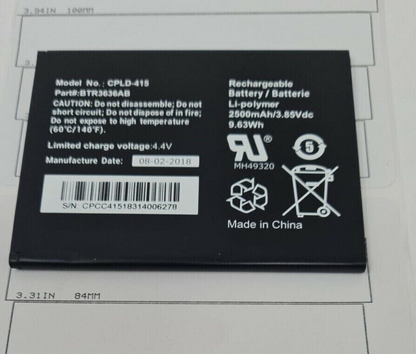 3.94IN 100MM
Model No.: CPLD-415
Part#:BTR3636AB
CAUTION: Do not disassemble; Do not
short circuit; Do not dispose in fire;
Do not expose to high temperature
(60°C/140°F).
Limited charge voltage:4.4V
Manufacture Date: 08-02-2018
S/N: CPCC41518314006278
Rechargeable
Battery / Batterie
Li-polymer
2500mAh/3.85Vdc
9.63Wh
5
MH49320
Made in China
3.31IN 84MM